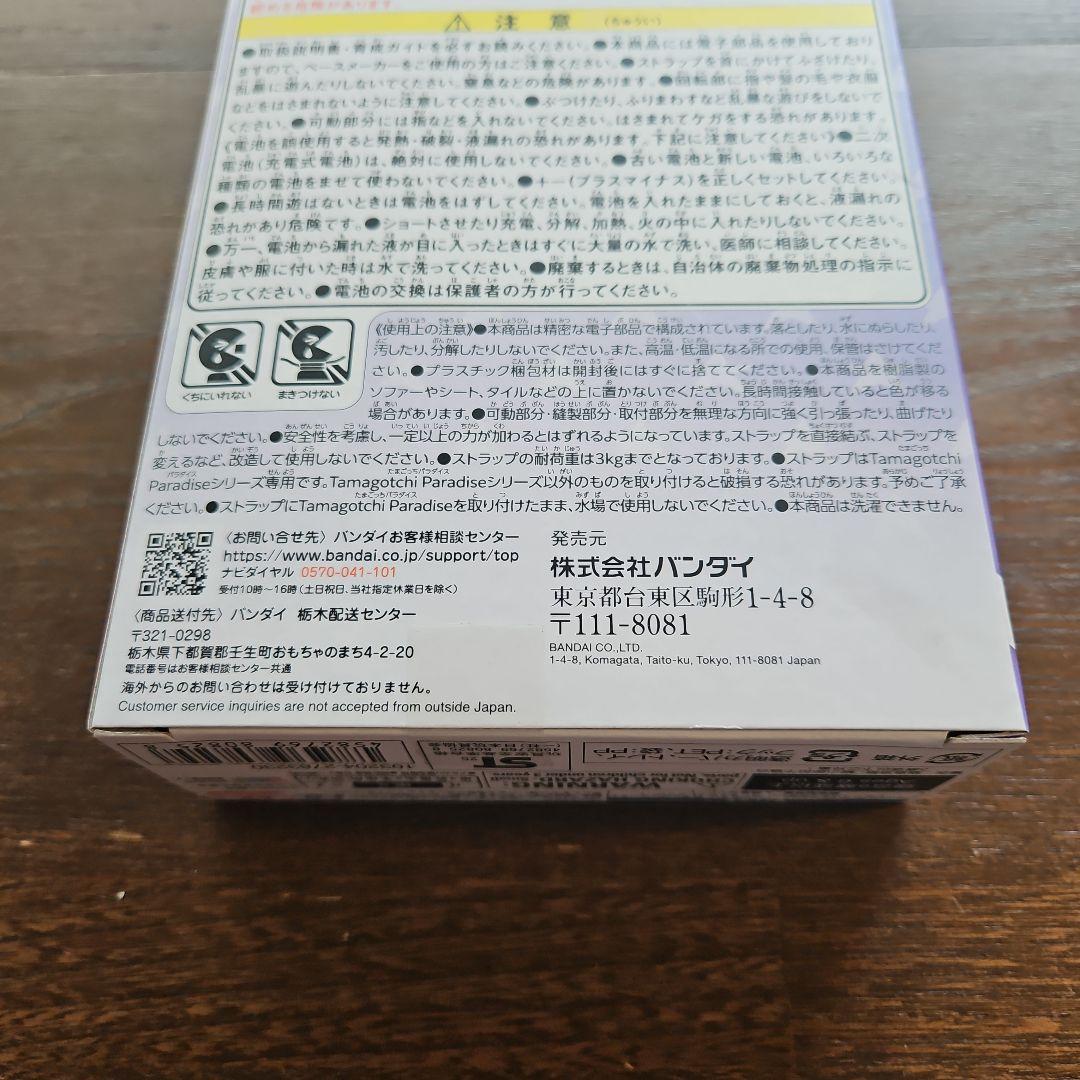 注意 (ちゅうい)
●取扱説明書・育成ガイドを必ずお読みください。●本商品には電子部品を使用しており
ますので、ペースメーカーをご使用の方はご注意ください。●ストラップを首にかけてふざけたり、
乱暴に遊んだりしないでください。窒息などの危険があります。●回転部に指や髪の毛や衣服
などをはさまれないように注意してください。●ぶつけたり、ふりまわすなど乱暴な遊びをしないで
ください。●可動部分には指などを入れないでください。はさまれてケガをする恐れがあります。
《電池を誤使用すると発熱・破裂・液漏れの恐れがあります。下記に注意してください》●二次
電池(充電式電池)は、絶対に使用しないでください。●古い電池と新しい電池、いろいろな
種類の電池をまぜて使わないでください。●+−(プラスマイナス)を正しくセットしてください。
●長時間遊ばないときは電池をはずしてください。電池を入れたままにしておくと、液漏れの
恐れがあり危険です。●ショートさせたり充電、分解、加熱、火の中に入れたりしないでください。
●万一、電池から漏れた液が目に入ったときはすぐに大量の水で洗い、医師に相談してください。
皮膚や服に付いた時は水で洗ってください。●廃棄するときは、自治体の廃棄物処理の指示に
従ってください。●電池の交換は保護者の方が行ってください。
くちにいれない
まきつけない
《使用上の注意》●本商品は精密な電子部品で構成されています。落としたり、水にぬらしたり、
汚したり、分解したりしないでください。また、高温・低温になる所での使用、保管はさけてくだ
さい。●プラスチック梱包材は開封後にはすぐに捨ててください。●本商品を樹脂製の
ソファーやシート、タイルなどの上に置かないでください。長時間接触していると色が移る
場合があります。●可動部分・縫製部分・取付部分を無理な方向に強く引っ張ったり、曲げたり
しないでください。●安全性を考慮し、一定以上の力が加わるとはずれるようになっています。ストラップを直接結ぶ、ストラップを
変えるなど、改造して使用しないでください。●ストラップの耐荷重は3kgまでとなっております。●ストラップはTamagotchi
Paradiseシリーズ専用です。Tamagotchi Paradiseシリーズ以外のものを取り付けると破損する恐れがあります。予めご了承
ください。●ストラップにTamagotchi Paradiseを取り付けたまま、水場で使用しないでください。●本商品は洗濯できません。
〈お問い合せ先〉バンダイお客様相談センター
https://www.bandai.co.jp/support/top
ナビダイヤル 0570-041-101
受付10時〜16時(土日祝日、当社指定休業日を除く)
〈商品送付先〉バンダイ 栃木配送センター
〒321-0298
栃木県下都賀郡壬生町おもちゃのまち4-2-20
電話番号はお客様相談センター共通
海外からのお問い合わせは受け付けておりません。
Customer service inquiries are not accepted from outside Japan.
発売元
株式会社バンダイ
東京都台東区駒形1-4-8
〒111-8081
BANDAI CO.,LTD.
1-4-8, Komagata, Taito-ku, Tokyo, 111-8081 Japan
ST
WARNING
外箱